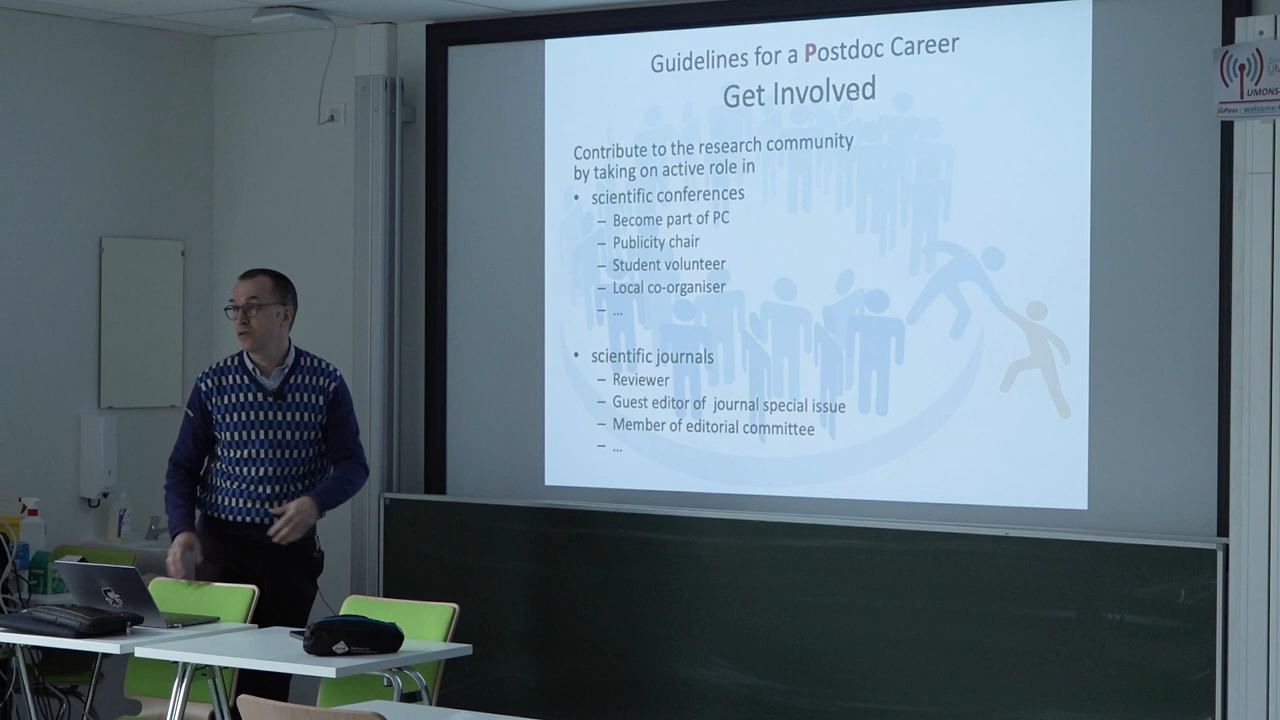 Guidelines for a Postdoc Career
Get Involved
Contribute to the research community
by taking on active role in
• scientific conferences
– Become part of PC
– Publicity chair
– Student volunteer
– Local co-organiser
– ...
• scientific journals
– Reviewer
– Guest editor of journal special issue
– Member of editorial committee
– ...
UMONS